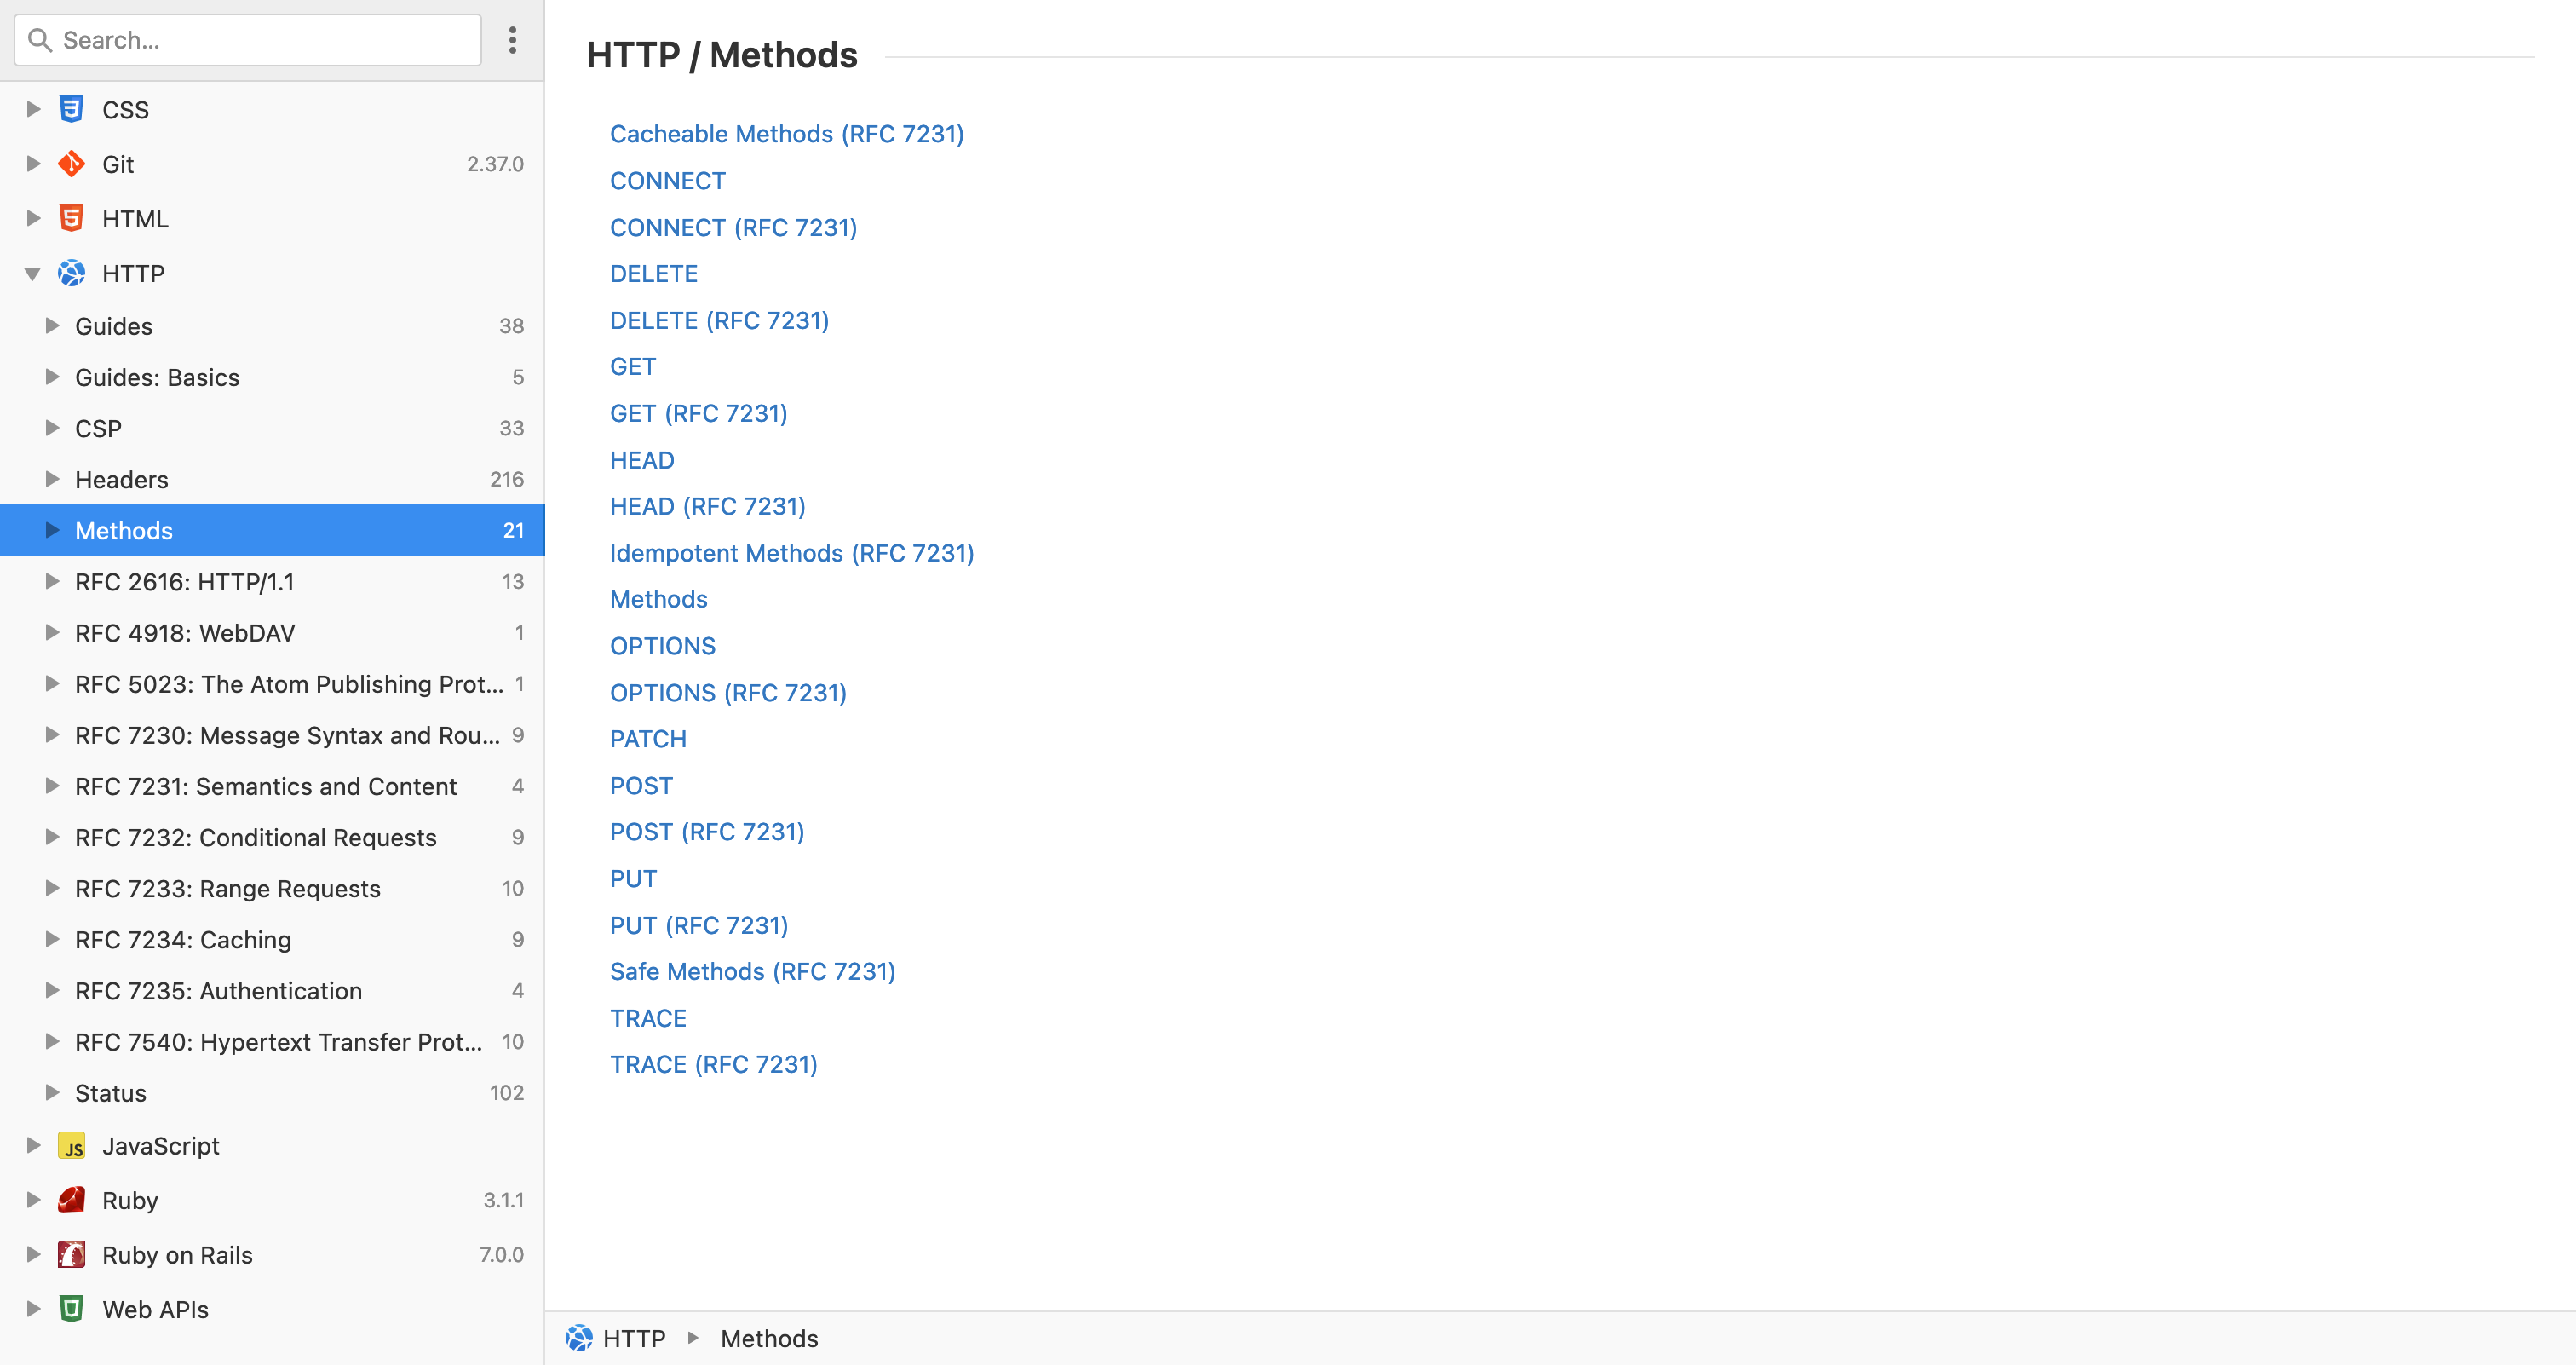 Search...
CSS
Git 2.37.0
HTML
HTTP
Guides 38
Guides: Basics 5
CSP 33
Headers 216
Methods 21
RFC 2616: HTTP/1.1 13
RFC 4918: WebDAV 1
RFC 5023: The Atom Publishing Prot... 1
RFC 7230: Message Syntax and Rou... 9
RFC 7231: Semantics and Content 4
RFC 7232: Conditional Requests 9
RFC 7233: Range Requests 10
RFC 7234: Caching 9
RFC 7235: Authentication 4
RFC 7540: Hypertext Transfer Prot... 10
Status 102
JS JavaScript
Ruby 3.1.1
Ruby on Rails 7.0.0
Web APIs
HTTP / Methods
Cacheable Methods (RFC 7231)
CONNECT
CONNECT (RFC 7231)
DELETE
DELETE (RFC 7231)
GET
GET (RFC 7231)
HEAD
HEAD (RFC 7231)
Idempotent Methods (RFC 7231)
Methods
OPTIONS
OPTIONS (RFC 7231)
PATCH
POST
POST (RFC 7231)
PUT
PUT (RFC 7231)
Safe Methods (RFC 7231)
TRACE
TRACE (RFC 7231)
HTTP Methods